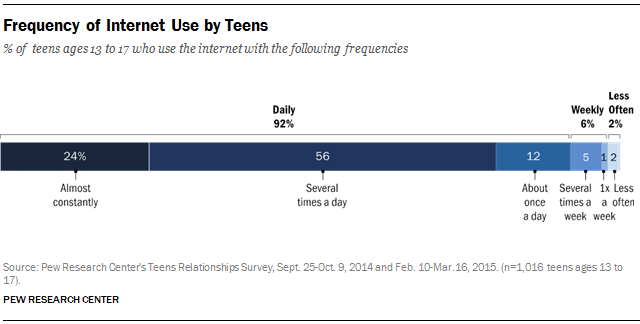 Frequency of Internet Use by Teens
% of teens ages 13 to 17 who use the internet with the following frequencies
Daily
92%
Weekly
6%
Less
Often
2%
24%
56
12
5
1
2
Almost
constantly
Several
times a day
About
once
a day
Several
times a
week
1x
a week
Less
often
Source: Pew Research Center's Teens Relationships Survey, Sept. 25-Oct. 9, 2014 and Feb. 10-Mar. 16, 2015. (n=1,016 teens ages 13 to
17).
PEW RESEARCH CENTER